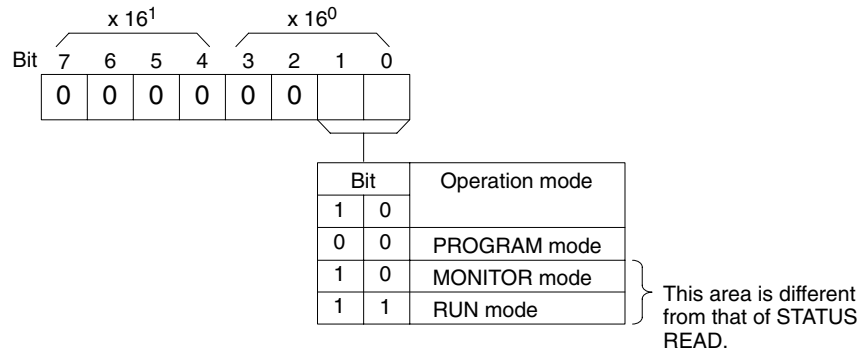 x 16¹ x 16⁰
Bit 7 6 5 4 3 2 1 0
0 0 0 0 0 0
Bit Operation mode
1 0
0 0 PROGRAM mode
1 0 MONITOR mode
1 1 RUN mode
This area is different
from that of STATUS
READ.